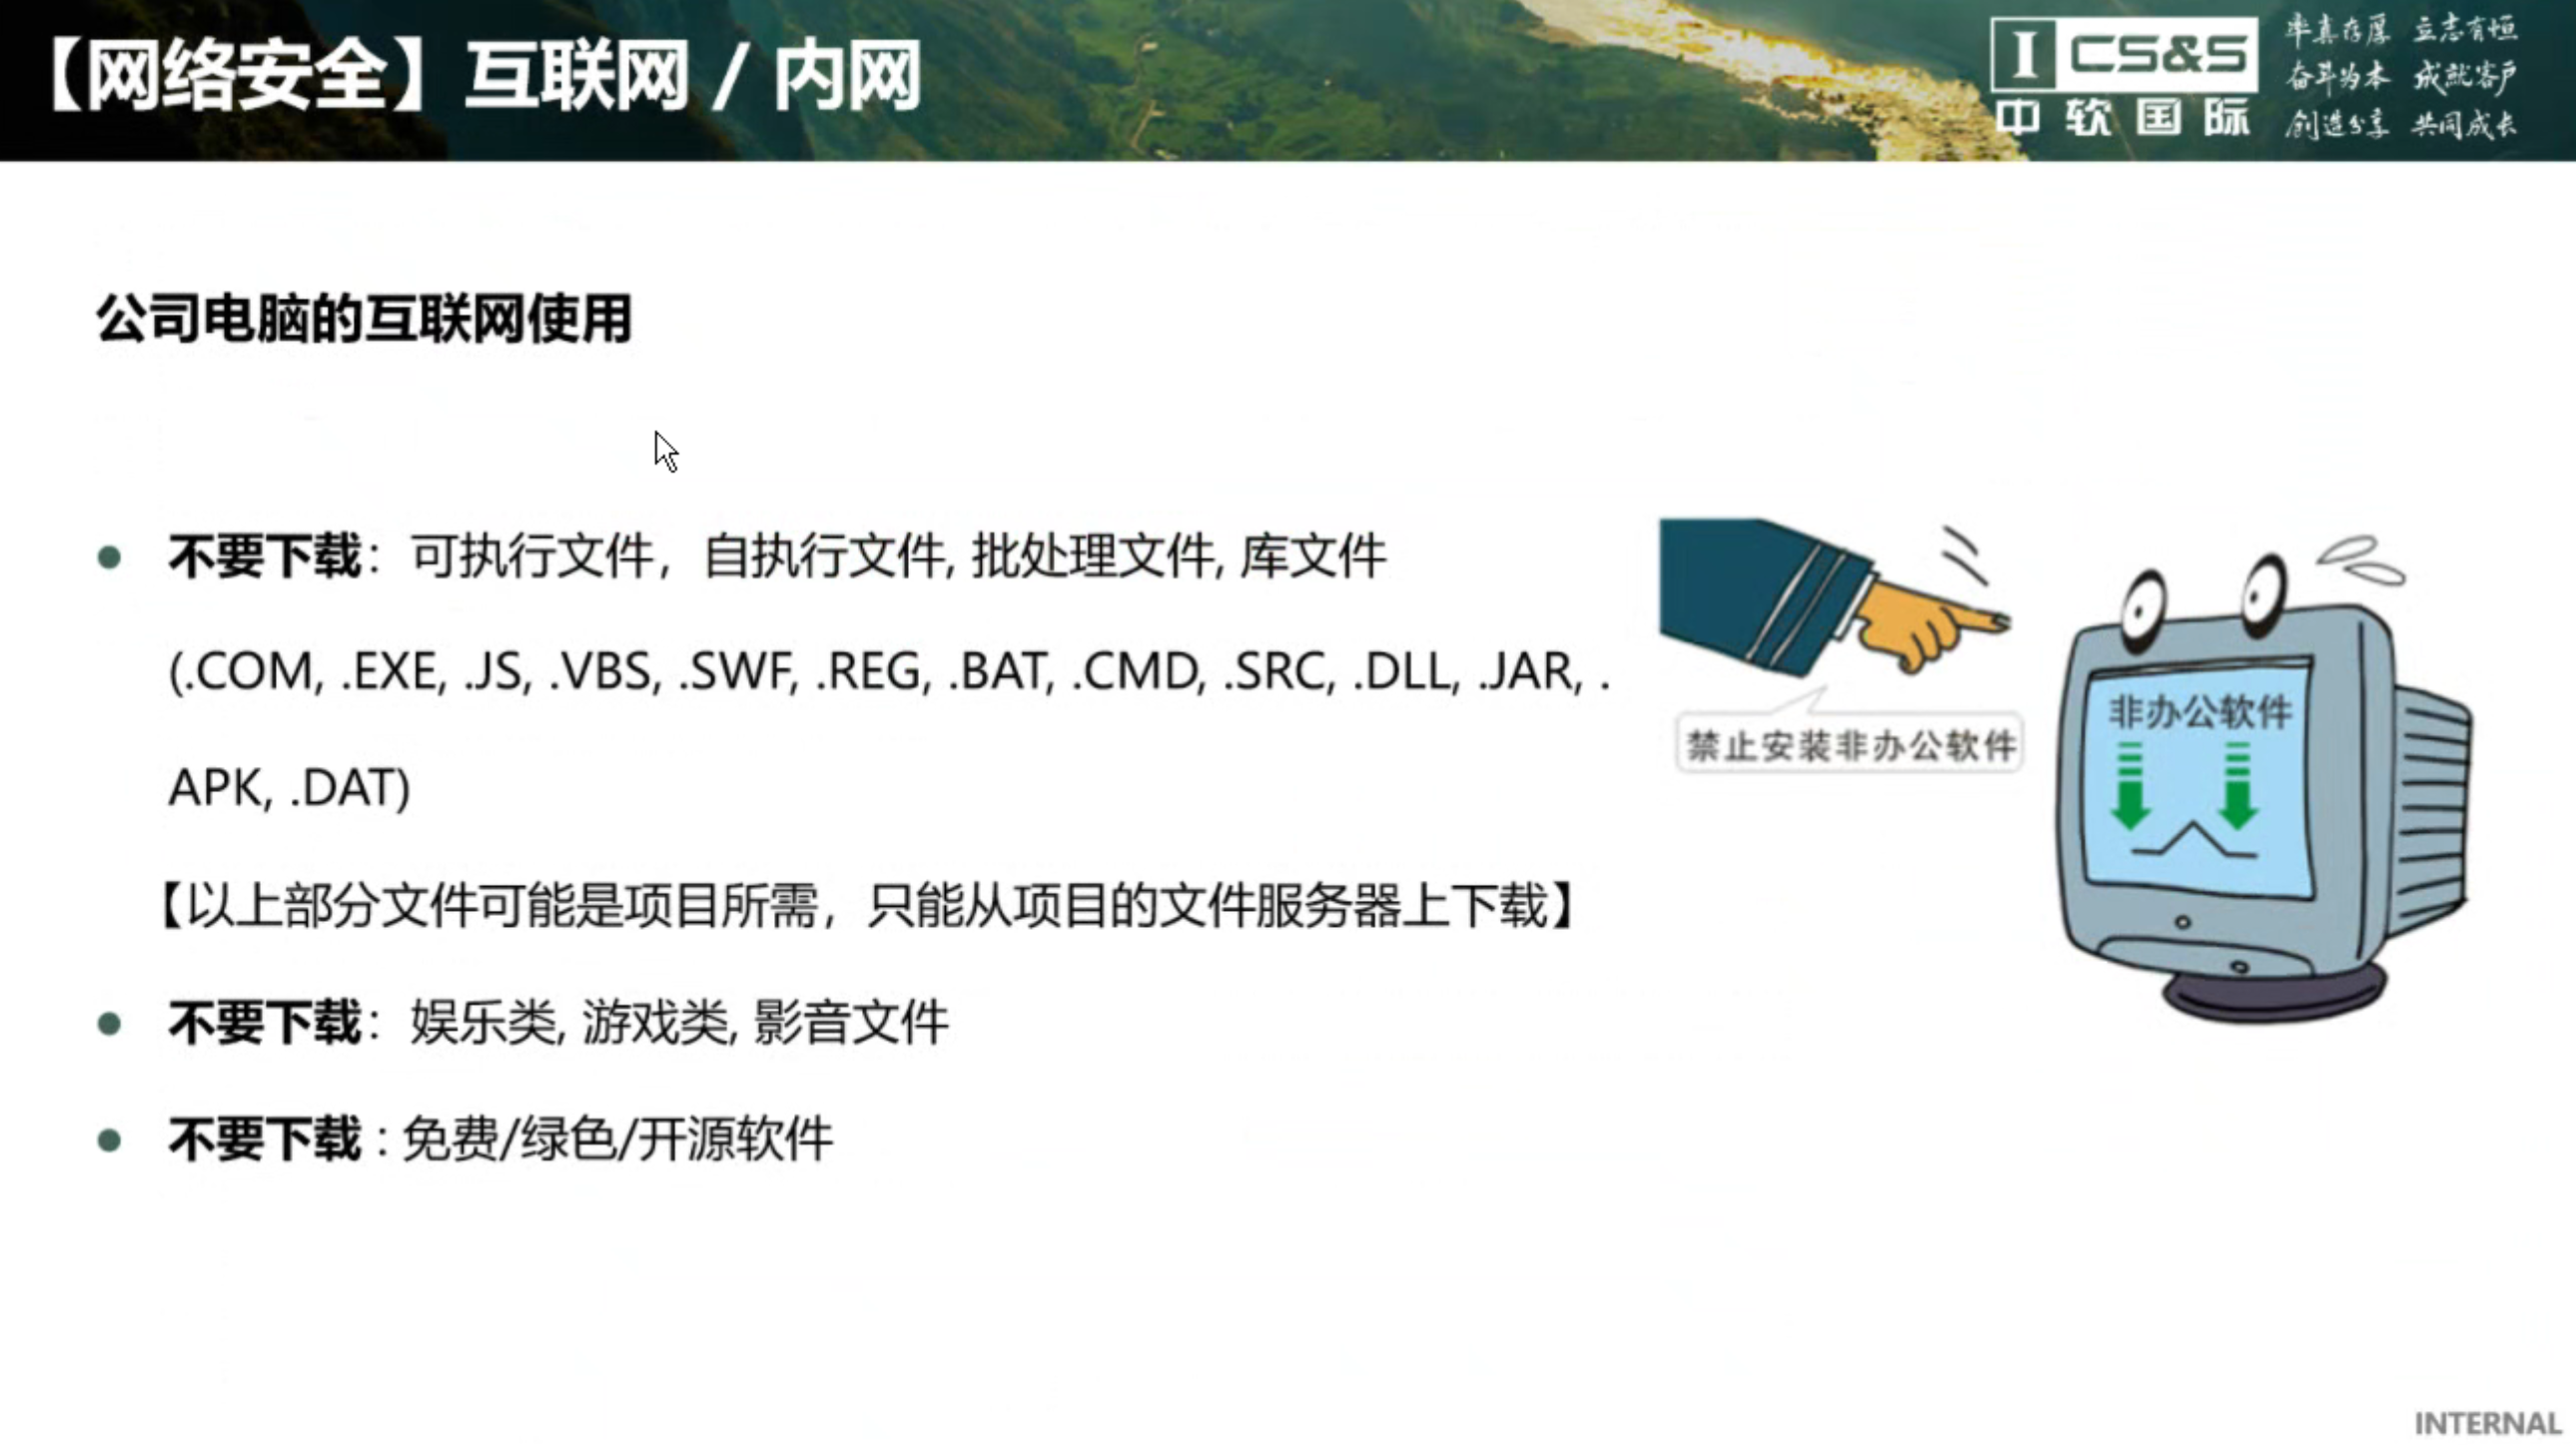 【网络安全】互联网 / 内网
I CS&S
中软国际
率真存厚 立志有恒
奋斗为本 成就客户
创造分享 共同成长
公司电脑的互联网使用
不要下载：可执行文件，自执行文件, 批处理文件, 库文件
(.COM, .EXE, .JS, .VBS, .SWF, .REG, .BAT, .CMD, .SRC, .DLL, .JAR, .
APK, .DAT)
【以上部分文件可能是项目所需，只能从项目的文件服务器上下载】
不要下载：娱乐类, 游戏类, 影音文件
不要下载 : 免费/绿色/开源软件
禁止安装非办公软件
非办公软件
INTERNAL